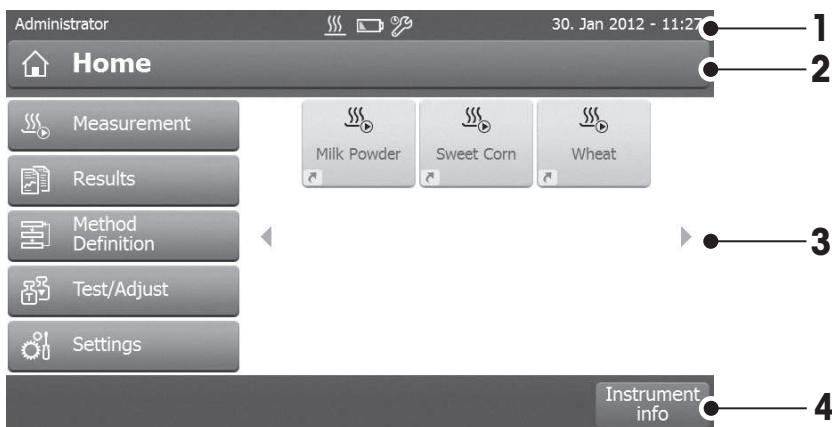 Administrator
30. Jan 2012 - 11:27
1
Home
2
Measurement
Results
Method
Definition
Test/Adjust
Settings
Milk Powder
Sweet Corn
Wheat
3
Instrument
info
4